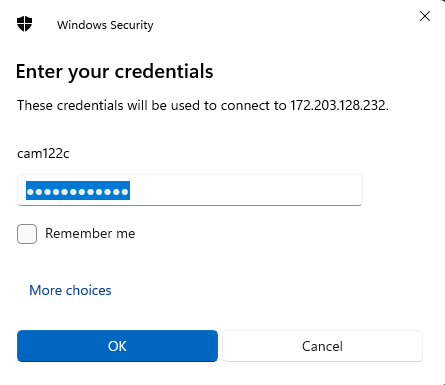 Windows Security
Enter your credentials
These credentials will be used to connect to 172.203.128.232.
cam122c
●●●●●●●●●●●●
Remember me
More choices
OK
Cancel